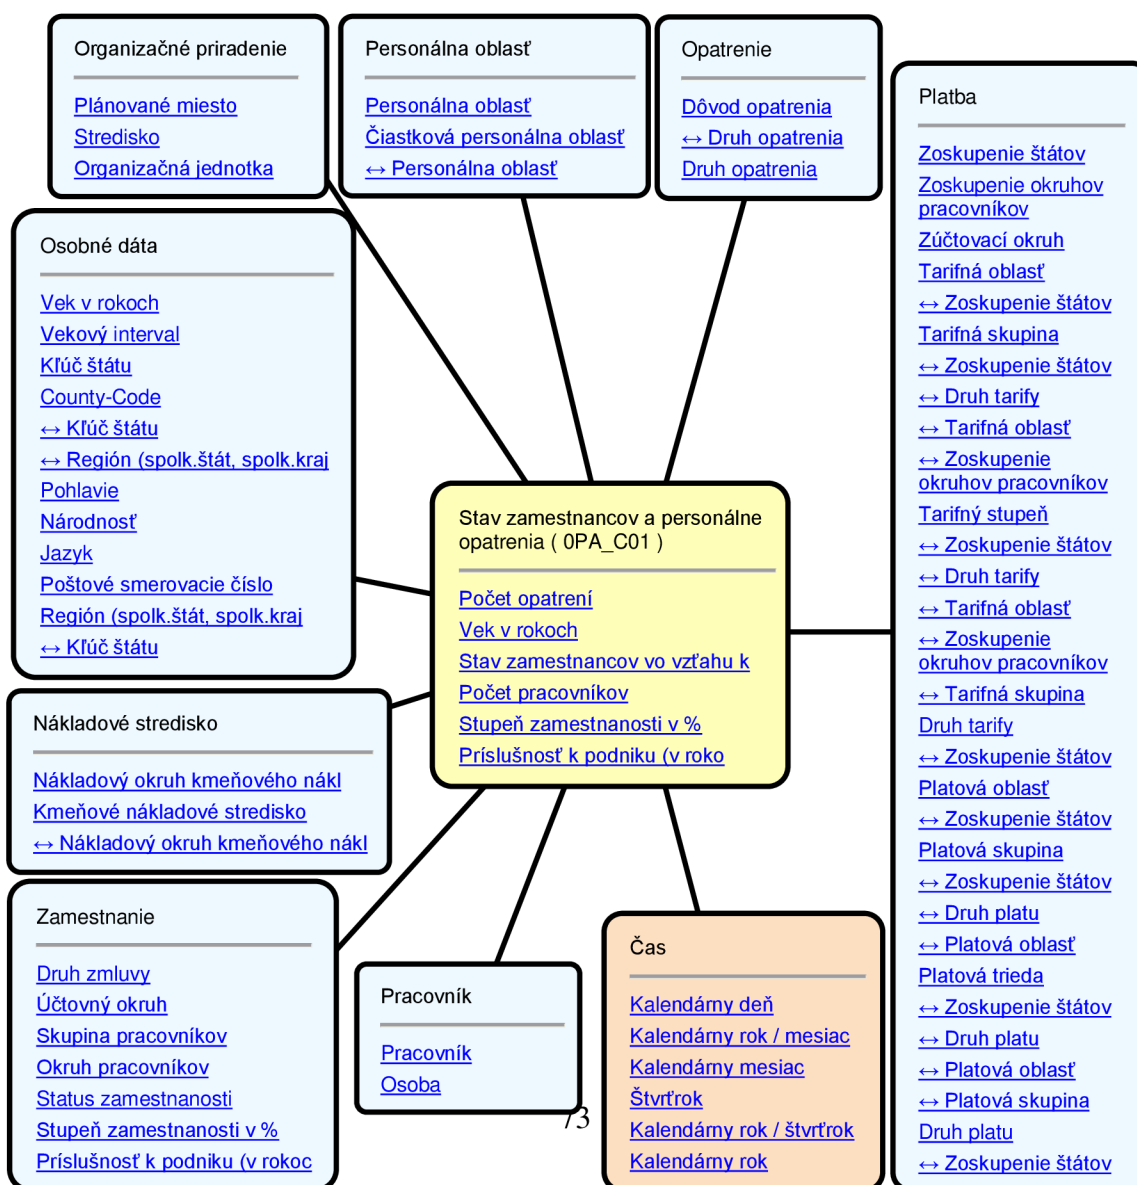 Organizačné priradenie
Plánované miesto
Stredisko
Organizačná jednotka
Personálna oblasť
Personálna oblasť
Čiastková personálna oblasť
↔ Personálna oblasť
Opatrenie
Dôvod opatrenia
↔ Druh opatrenia
Druh opatrenia
Platba
Zoskupenie štátov
Zoskupenie okruhov
pracovníkov
Zúčtovací okruh
Tarifná oblasť
↔ Zoskupenie štátov
Tarifná skupina
↔ Zoskupenie štátov
↔ Druh tarify
↔ Tarifná oblasť
↔ Zoskupenie
okruhov pracovníkov
Tarifný stupeň
↔ Zoskupenie štátov
↔ Druh tarify
↔ Tarifná oblasť
↔ Zoskupenie
okruhov pracovníkov
↔ Tarifná skupina
Druh tarify
↔ Zoskupenie štátov
Platová oblasť
↔ Zoskupenie štátov
Platová skupina
↔ Zoskupenie štátov
↔ Druh platu
↔ Platová oblasť
Platová trieda
↔ Zoskupenie štátov
↔ Druh platu
↔ Platová oblasť
↔ Platová skupina
Druh platu
↔ Zoskupenie štátov
Osobné dáta
Vek v rokoch
Vekový interval
Kľúč štátu
County-Code
↔ Kľúč štátu
↔ Región (spolk.štát, spolk.kraj
Pohlavie
Národnosť
Jazyk
Poštové smerovacie číslo
Región (spolk.štát, spolk.kraj
↔ Kľúč štátu
Stav zamestnancov a personálne
opatrenia ( 0PA_C01 )
Počet opatrení
Vek v rokoch
Stav zamestnancov vo vzťahu k
Počet pracovníkov
Stupeň zamestnanosti v %
Príslušnosť k podniku (v roko
Nákladové stredisko
Nákladový okruh kmeňového nákl
Kmeňové nákladové stredisko
↔ Nákladový okruh kmeňového nákl
Zamestnanie
Druh zmluvy
Účtovný okruh
Skupina pracovníkov
Okruh pracovníkov
Status zamestnanosti
Stupeň zamestnanosti v %
Príslušnosť k podniku (v rokoc
Pracovník
Pracovník
Osoba
Čas
Kalendárny deň
Kalendárny rok / mesiac
Kalendárny mesiac
Štvrťrok
Kalendárny rok / štvrťrok
Kalendárny rok
73